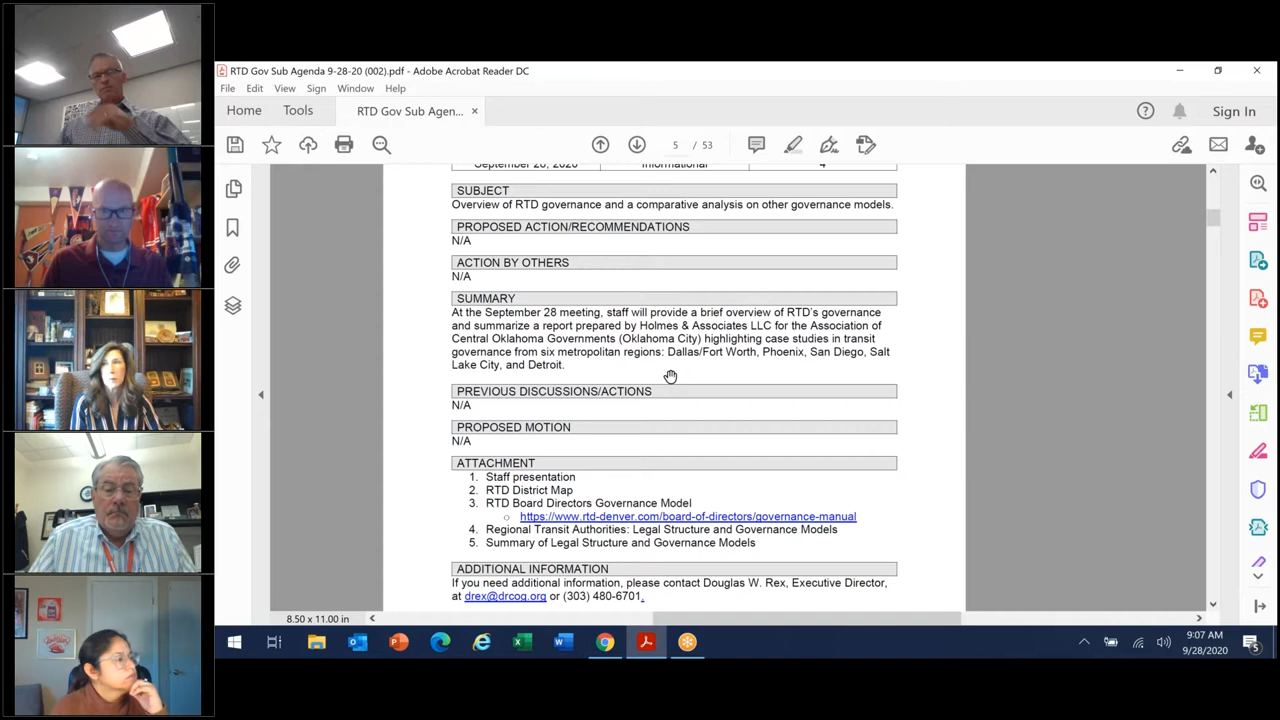 RTD Gov Sub Agenda 9-28-20 (002).pdf - Adobe Acrobat Reader DC
File Edit View Sign Window Help
Home Tools RTD Gov Sub Agen... × Sign In
5 / 53
September 28, 2020 Informational 4
SUBJECT
Overview of RTD governance and a comparative analysis on other governance models.
PROPOSED ACTION/RECOMMENDATIONS
N/A
ACTION BY OTHERS
N/A
SUMMARY
At the September 28 meeting, staff will provide a brief overview of RTD's governance
and summarize a report prepared by Holmes & Associates LLC for the Association of
Central Oklahoma Governments (Oklahoma City) highlighting case studies in transit
governance from six metropolitan regions: Dallas/Fort Worth, Phoenix, San Diego, Salt
Lake City, and Detroit.
PREVIOUS DISCUSSIONS/ACTIONS
N/A
PROPOSED MOTION
N/A
ATTACHMENT
1. Staff presentation
2. RTD District Map
3. RTD Board Directors Governance Model
o https://www.rtd-denver.com/board-of-directors/governance-manual
4. Regional Transit Authorities: Legal Structure and Governance Models
5. Summary of Legal Structure and Governance Models
ADDITIONAL INFORMATION
If you need additional information, please contact Douglas W. Rex, Executive Director,
at drex@drcog.org or (303) 480-6701.
8.50 x 11.00 in
9:07 AM
9/28/2020
5